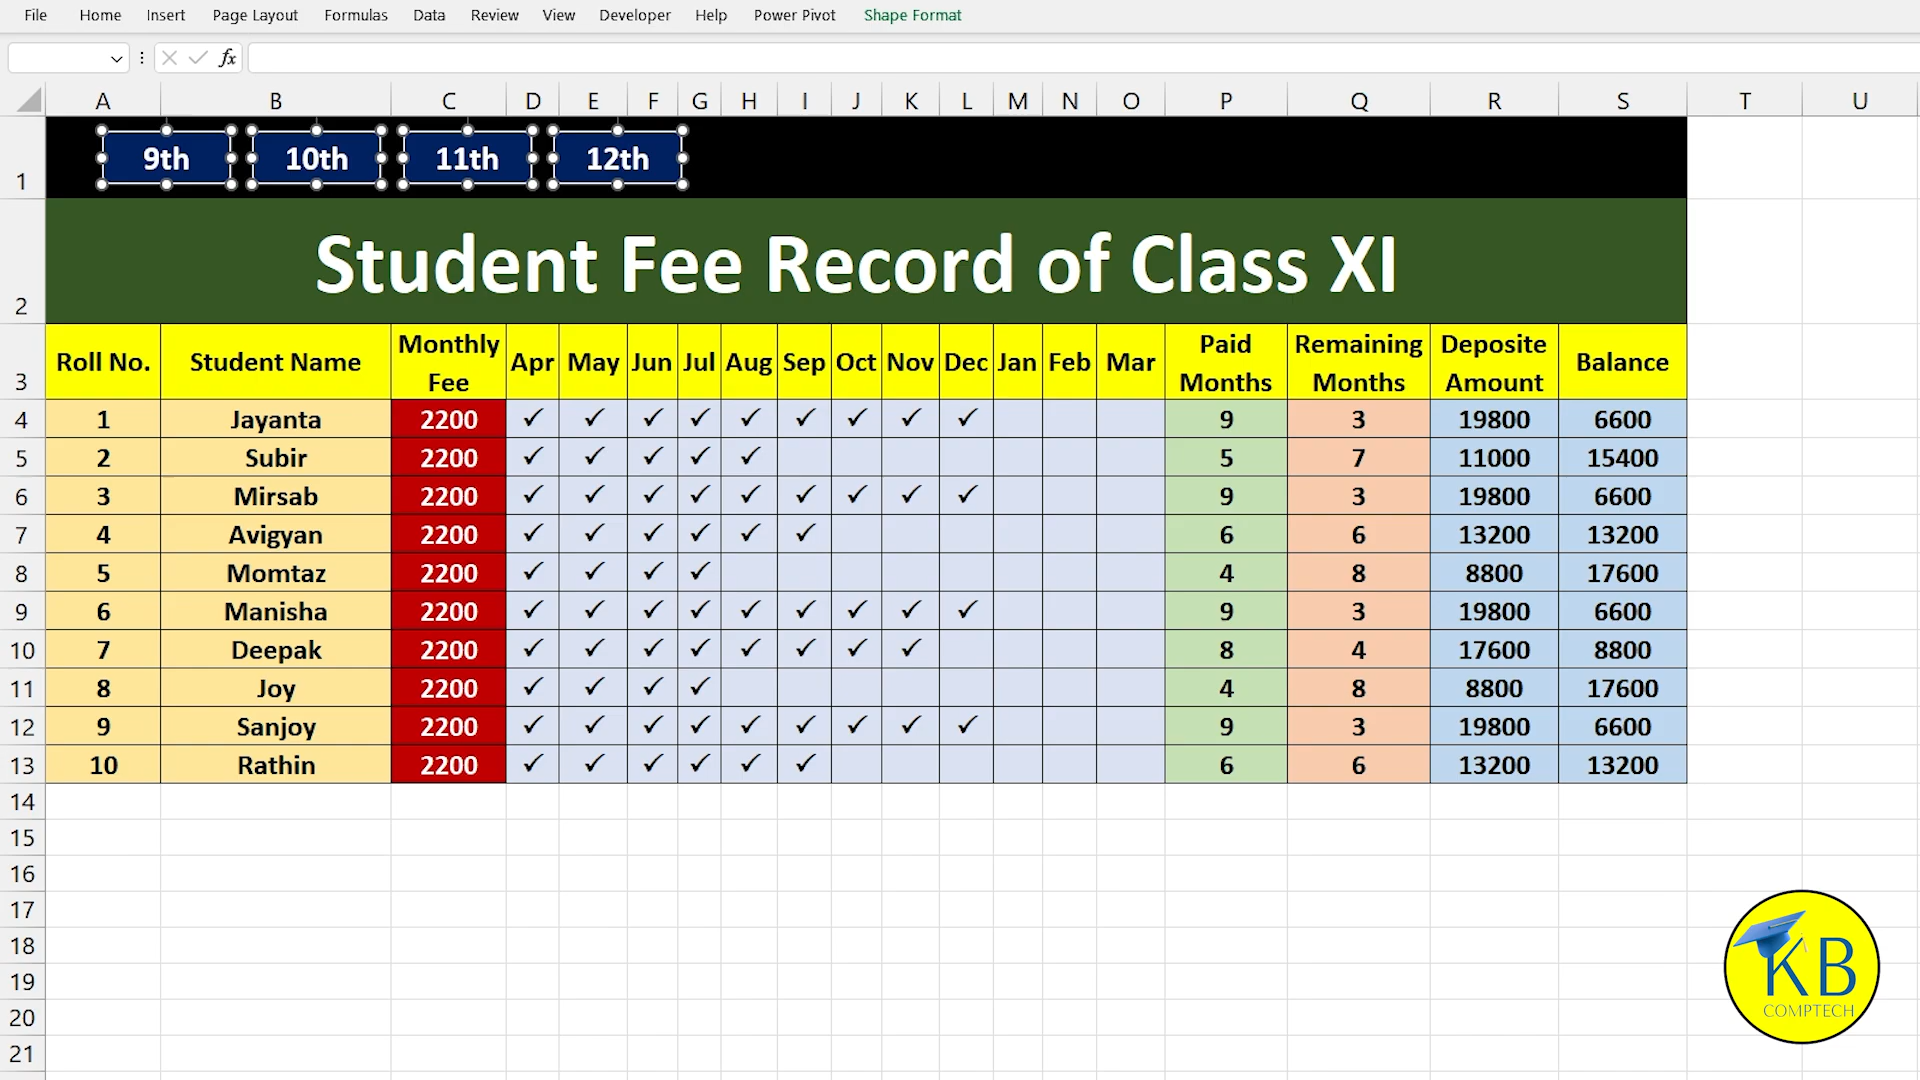 File Home Insert Page Layout Formulas Data Review View Developer Help Power Pivot Shape Format
fx
A B C D E F G H I J K L M N O P Q R S T U
1 9th 10th 11th 12th
2 Student Fee Record of Class XI
3 Roll No. Student Name Monthly Fee Apr May Jun Jul Aug Sep Oct Nov Dec Jan Feb Mar Paid Months Remaining Months Deposite Amount Balance
4 1 Jayanta 2200 ✓ ✓ ✓ ✓ ✓ ✓ ✓ ✓ ✓ 9 3 19800 6600
5 2 Subir 2200 ✓ ✓ ✓ ✓ ✓ 5 7 11000 15400
6 3 Mirsab 2200 ✓ ✓ ✓ ✓ ✓ ✓ ✓ ✓ ✓ 9 3 19800 6600
7 4 Avigyan 2200 ✓ ✓ ✓ ✓ ✓ ✓ 6 6 13200 13200
8 5 Momtaz 2200 ✓ ✓ ✓ ✓ 4 8 8800 17600
9 6 Manisha 2200 ✓ ✓ ✓ ✓ ✓ ✓ ✓ ✓ ✓ 9 3 19800 6600
10 7 Deepak 2200 ✓ ✓ ✓ ✓ ✓ ✓ ✓ ✓ 8 4 17600 8800
11 8 Joy 2200 ✓ ✓ ✓ ✓ 4 8 8800 17600
12 9 Sanjoy 2200 ✓ ✓ ✓ ✓ ✓ ✓ ✓ ✓ ✓ 9 3 19800 6600
13 10 Rathin 2200 ✓ ✓ ✓ ✓ ✓ ✓ 6 6 13200 13200
14
15
16
17
18
19
20
21
KB
COMPTECH